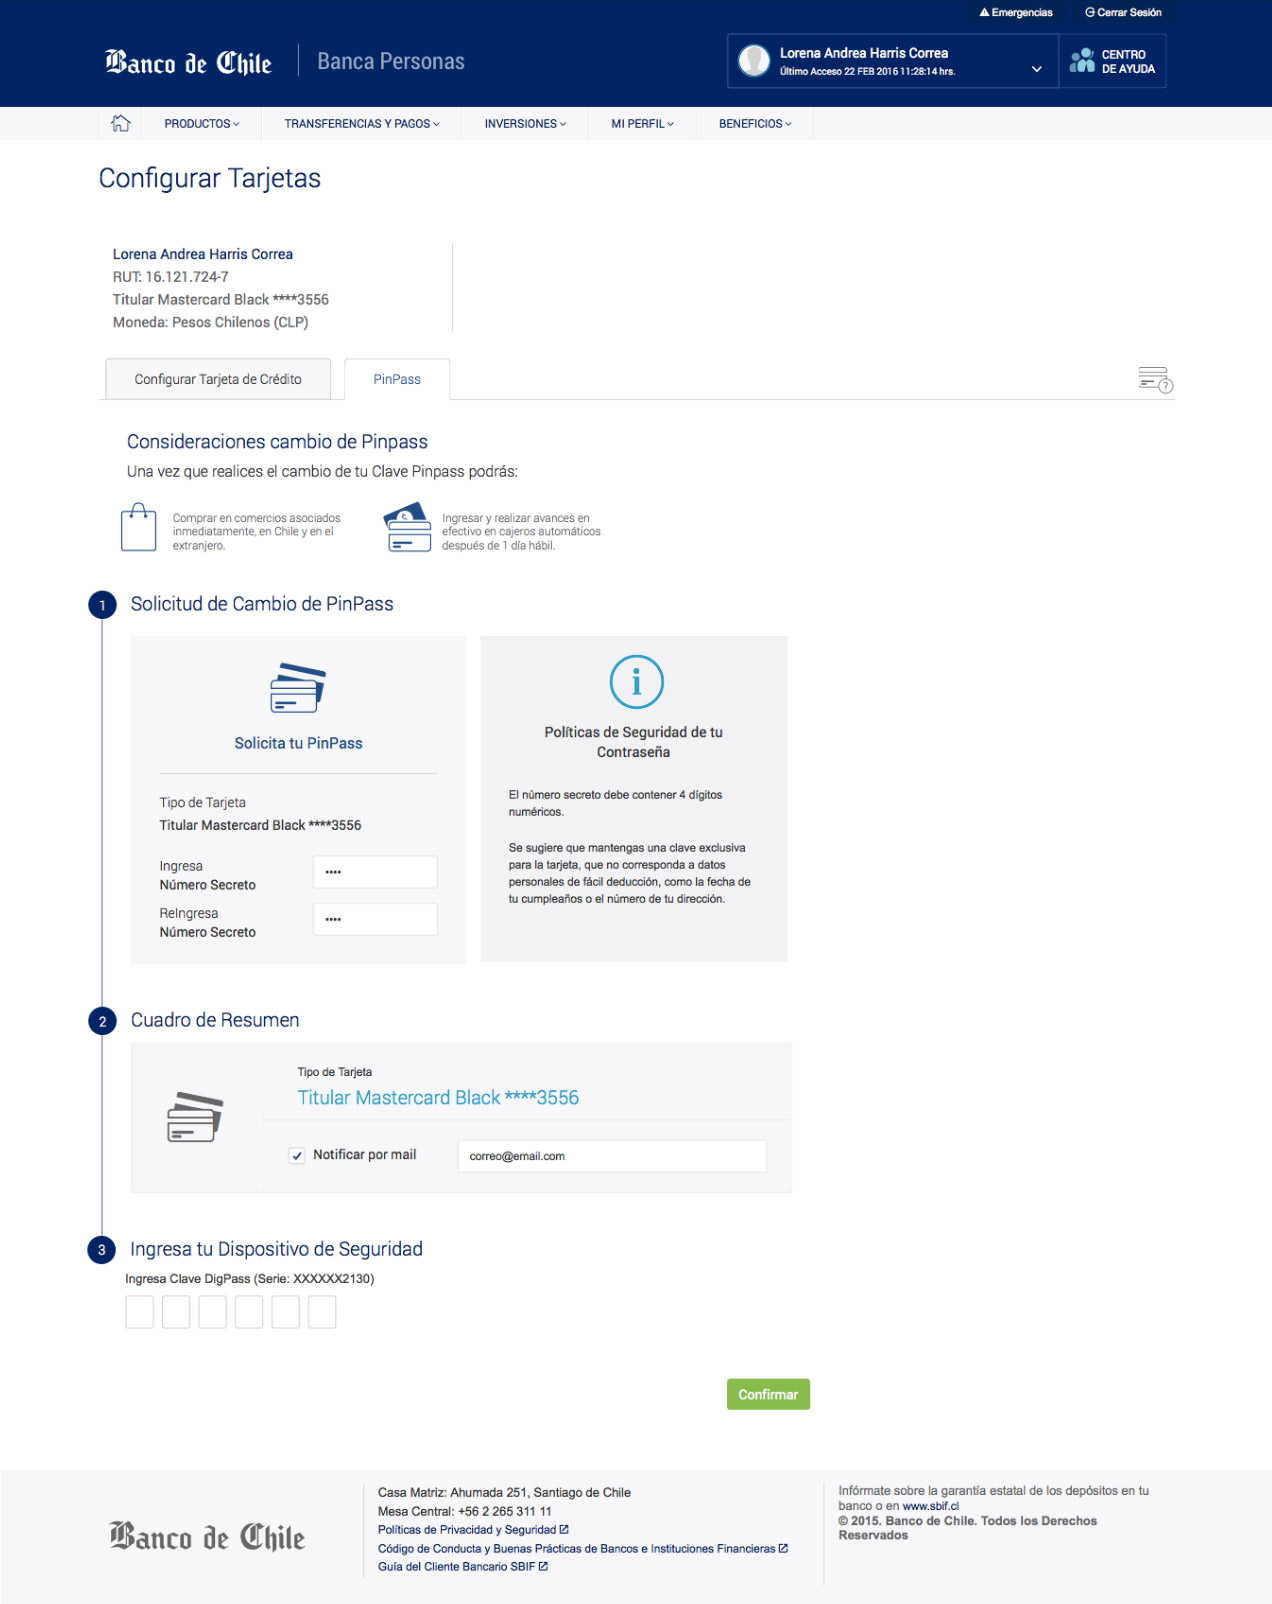 Emergencias
Cerrar Sesión
Banco de Chile
Banca Personas
Lorena Andrea Harris Correa
Último Acceso 22 FEB 2016 11:28:14 hrs.
CENTRO
DE AYUDA
PRODUCTOS
TRANSFERENCIAS Y PAGOS
INVERSIONES
MI PERFIL
BENEFICIOS
Configurar Tarjetas
Lorena Andrea Harris Correa
RUT: 16.121.724-7
Titular Mastercard Black ****3556
Moneda: Pesos Chilenos (CLP)
Configurar Tarjeta de Crédito
PinPass
?
Consideraciones cambio de Pinpass
Una vez que realices el cambio de tu Clave Pinpass podrás:
Comprar en comercios asociados
inmediatamente, en Chile y en el
extranjero.
Ingresar y realizar avances en
efectivo en cajeros automáticos
después de 1 día hábil.
1
Solicitud de Cambio de PinPass
Solicita tu PinPass
Tipo de Tarjeta
Titular Mastercard Black ****3556
Ingresa
Número Secreto
••••
ReIngresa
Número Secreto
••••
i
Políticas de Seguridad de tu
Contraseña
El número secreto debe contener 4 dígitos
numéricos.
Se sugiere que mantengas una clave exclusiva
para la tarjeta, que no corresponda a datos
personales de fácil deducción, como la fecha de
tu cumpleaños o el número de tu dirección.
2
Cuadro de Resumen
Tipo de Tarjeta
Titular Mastercard Black ****3556
Notificar por mail
correo@email.com
3
Ingresa tu Dispositivo de Seguridad
Ingresa Clave DigPass (Serie: XXXXXX2130)
Confirmar
Banco de Chile
Casa Matriz: Ahumada 251, Santiago de Chile
Mesa Central: +56 2 265 311 11
Políticas de Privacidad y Seguridad
Código de Conducta y Buenas Prácticas de Bancos e Instituciones Financieras
Guía del Cliente Bancario SBIF
Infórmate sobre la garantía estatal de los depósitos en tu
banco o en www.sbif.cl
© 2015. Banco de Chile. Todos los Derechos
Reservados